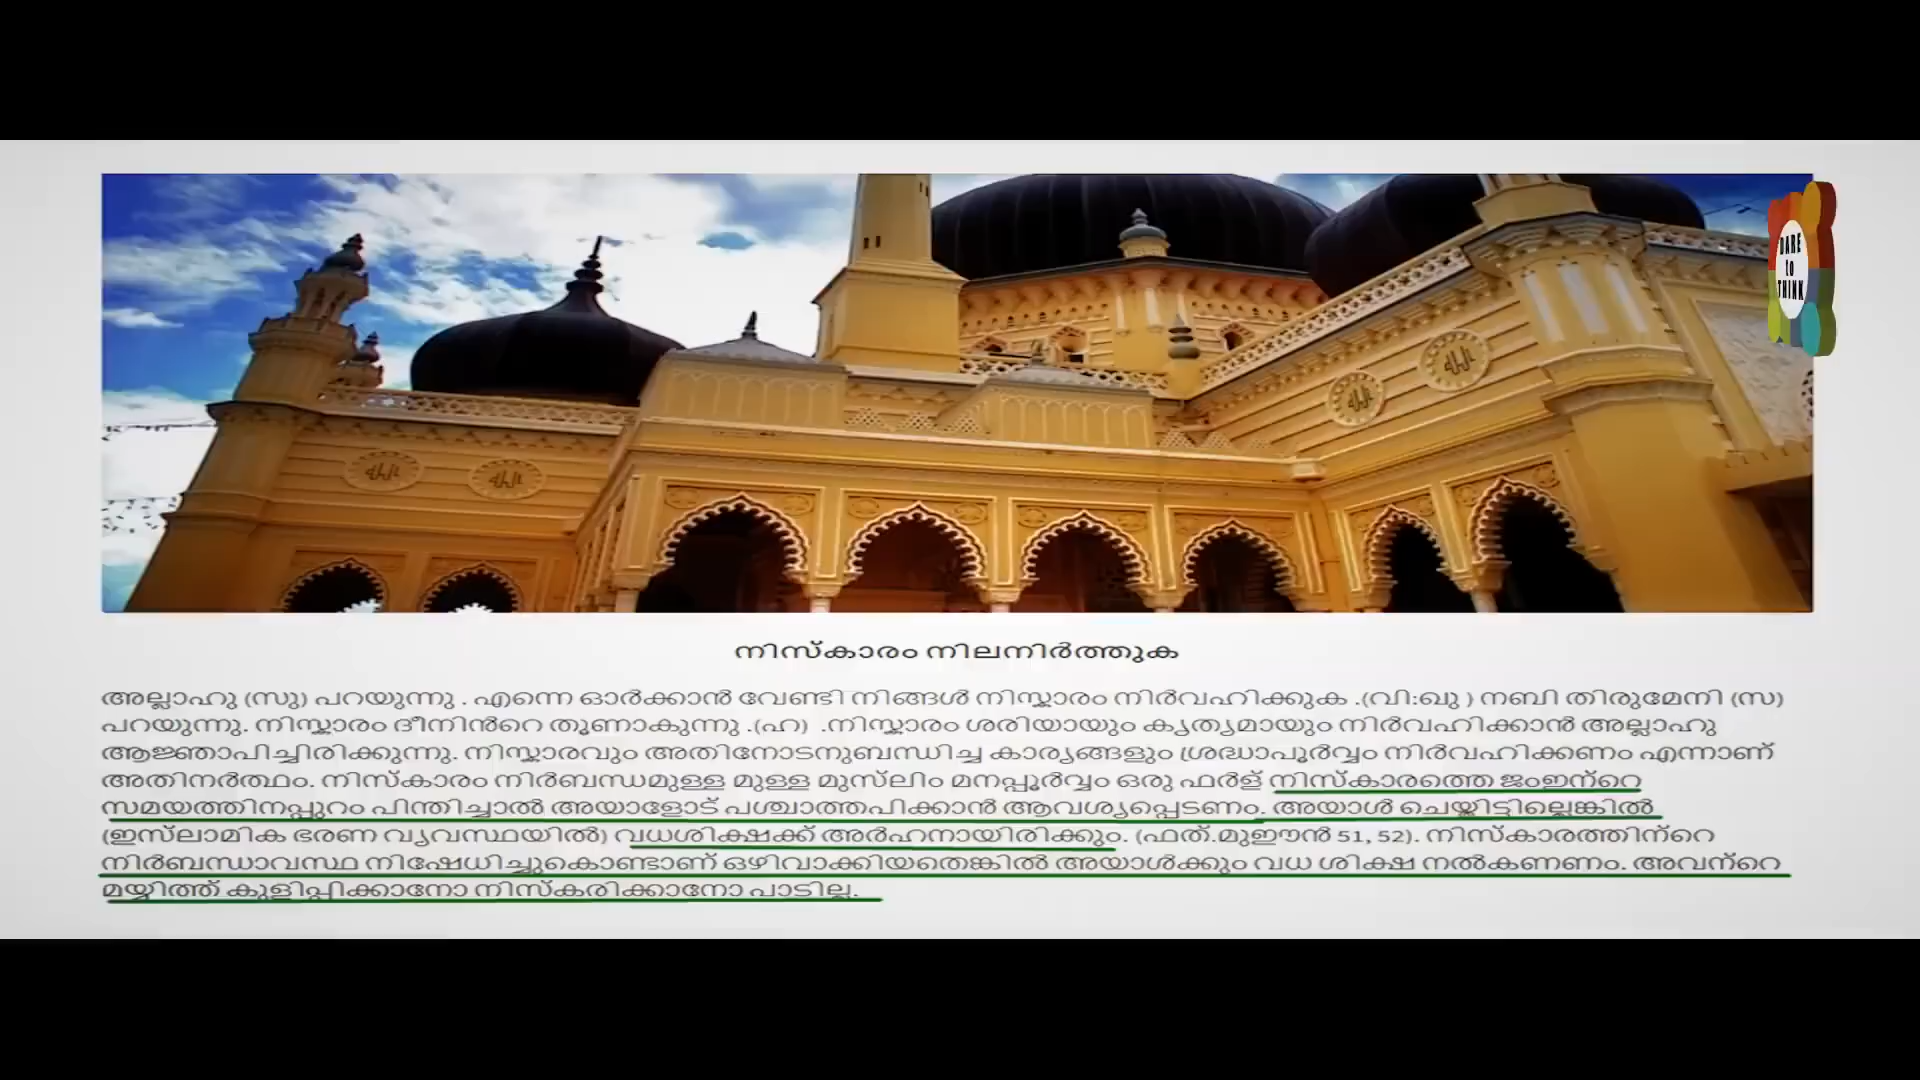 DARE
to
THINK
നിസ്കാരം നിലനിർത്തുക
അല്ലാഹു (സു) പറയുന്നു . എന്നെ ഓർക്കാൻ വേണ്ടി നിങ്ങൾ നിസ്കാരം നിർവഹിക്കുക .(വി:ഖു ) നബി തിരുമേനി (സ)
പറയുന്നു. നിസ്കാരം ദീനിൻറെ തൂണാകുന്നു .(ഹ) .നിസ്കാരം ശരിയായും കൃത്യമായും നിർവഹിക്കാൻ അല്ലാഹു
ആജ്ഞാപിച്ചിരിക്കുന്നു. നിസ്കാരവും അതിനോടനുബന്ധിച്ച കാര്യങ്ങളും ശ്രദ്ധാപൂർവ്വം നിർവഹിക്കണം എന്നാണ്
അതിനർത്ഥം. നിസ്കാരം നിർബന്ധമുള്ള മുള്ള മുസ്‌ലിം മനപ്പൂർവ്വം ഒരു ഫർള് നിസ്കാരത്തെ ജംഇന്റെ
സമയത്തിനപ്പുറം പിന്തിച്ചാൽ അയാളോട് പശ്ചാത്തപിക്കാൻ ആവശ്യപ്പെടണം. അയാൾ ചെയ്തിട്ടില്ലെങ്കിൽ
(ഇസ്‌ലാമിക ഭരണ വ്യവസ്ഥയിൽ) വധശിക്ഷക്ക് അർഹനായിരിക്കും. (ഫത്.മുഈൻ 51, 52). നിസ്കാരത്തിന്റെ
നിർബന്ധാവസ്ഥ നിഷേധിച്ചുകൊണ്ടാണ് ഒഴിവാക്കിയതെങ്കിൽ അയാൾക്കും വധ ശിക്ഷ നൽകണണം. അവന്റെ
മയ്യിത്ത് കുളിപ്പിക്കാനോ നിസ്കരിക്കാനോ പാടില്ല.